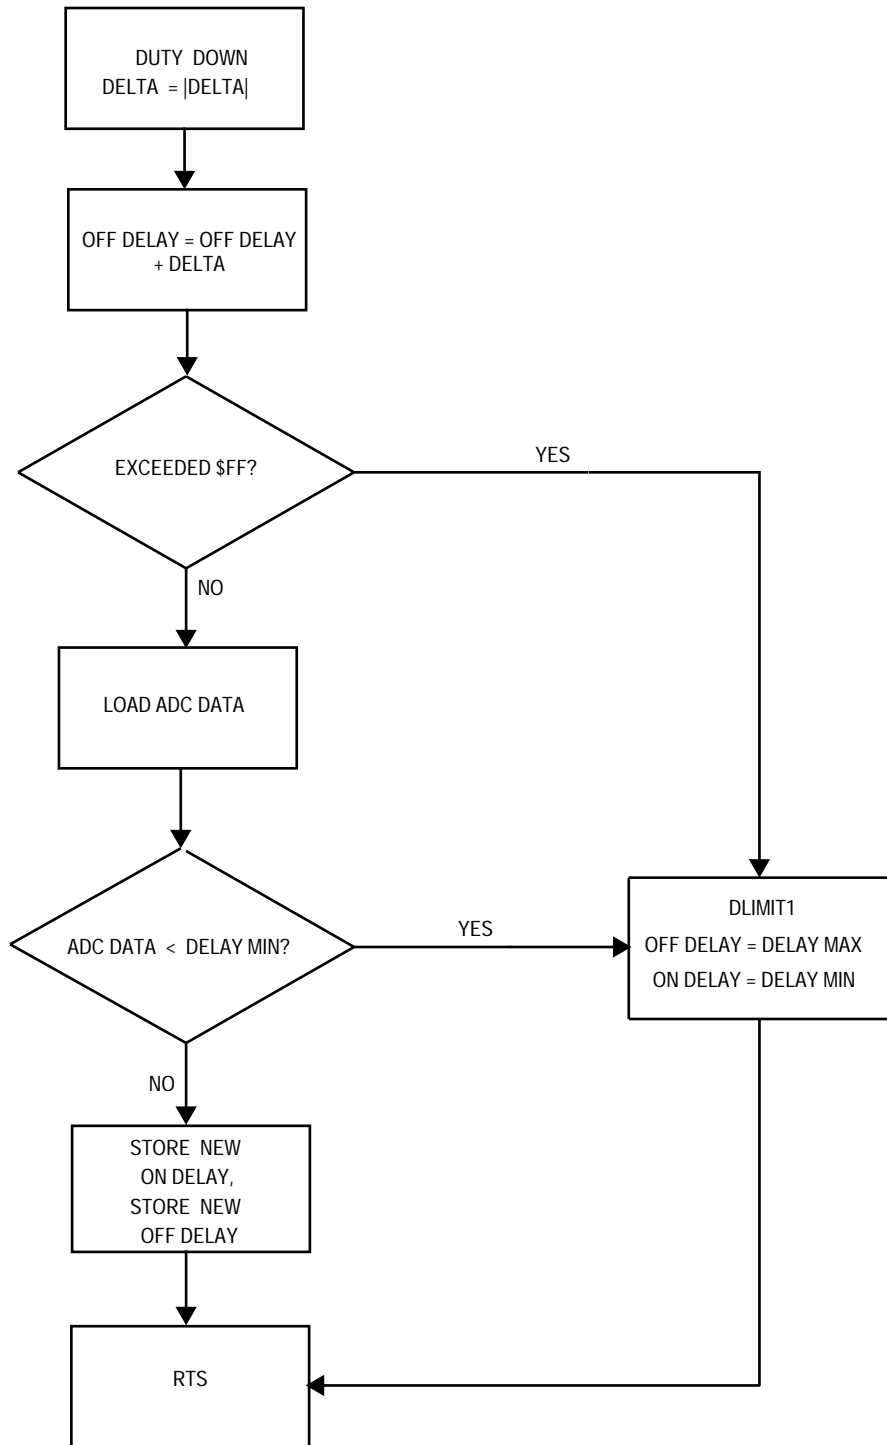 DUTY DOWN
DELTA = |DELTA|
OFF DELAY = OFF DELAY
+ DELTA
EXCEEDED $FF?
YES
NO
LOAD ADC DATA
ADC DATA < DELAY MIN?
YES
DLIMIT1
OFF DELAY = DELAY MAX
ON DELAY = DELAY MIN
NO
STORE NEW
ON DELAY,
STORE NEW
OFF DELAY
RTS